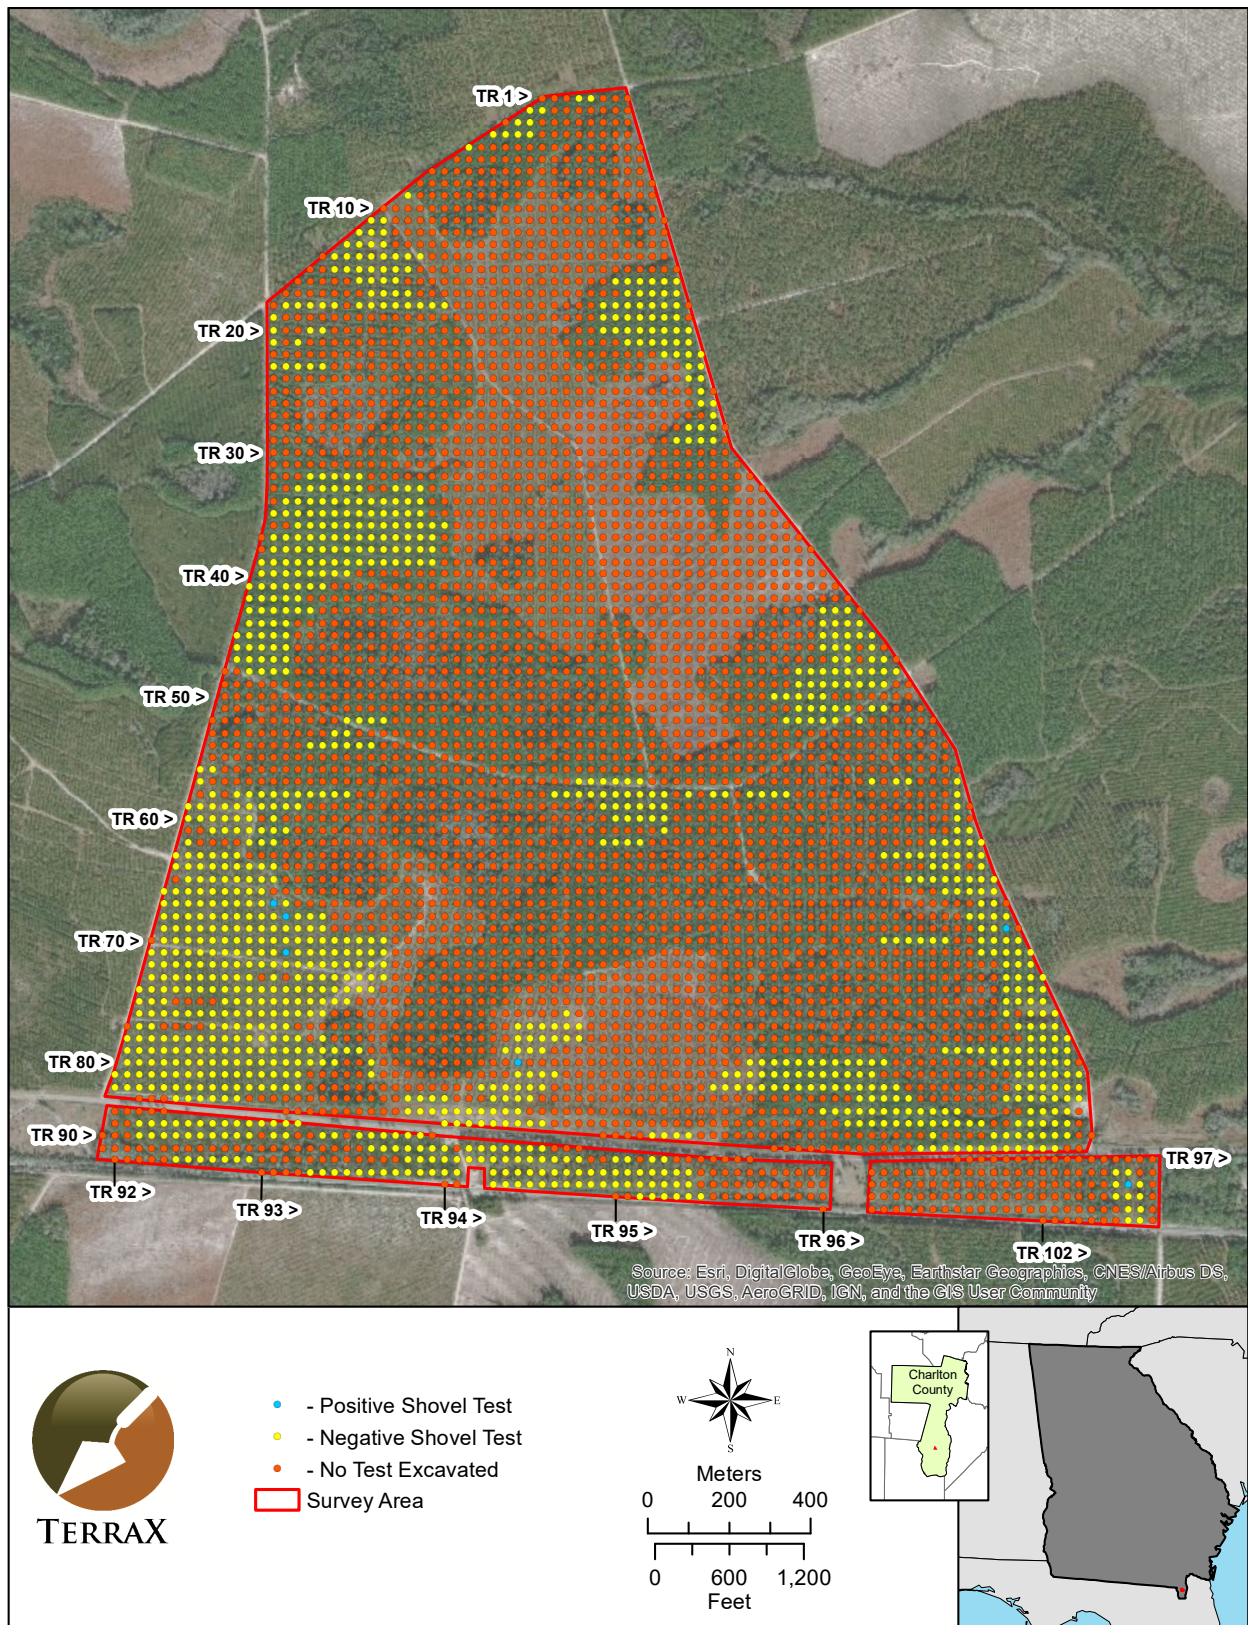 TR 1 >
TR 10 >
TR 20 >
TR 30 >
TR 40 >
TR 50 >
TR 60 >
TR 70 >
TR 80 >
TR 90 >
TR 97 >
TR 92 >
TR 93 >
TR 94 >
TR 95 >
TR 96 >
TR 102 >
Source: Esri, DigitalGlobe, GeoEye, Earthstar Geographics, CNES/Airbus DS,
USDA, USGS, AeroGRID, IGN, and the GIS User Community
TERRAX
- Positive Shovel Test
- Negative Shovel Test
- No Test Excavated
Survey Area
N
W E
S
Meters
0 200 400
0 600 1,200
Feet
Charlton
County